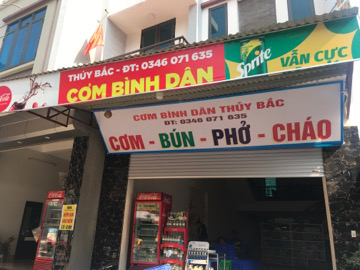 THỦY BẮC - ĐT: 0346 071 635
CƠM BÌNH DÂN
Sprite
VẪN CỰC
CƠM BÌNH DÂN THỦY BẮC
ĐT: 0346 071 635
CƠM - BÚN - PHỞ - CHÁO